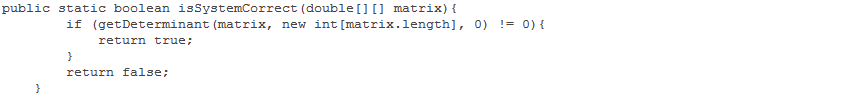 public static boolean isSystemCorrect(double[][] matrix){
        if (getDeterminant(matrix, new int[matrix.length], 0) != 0){
            return true;
        }
        return false;
    }